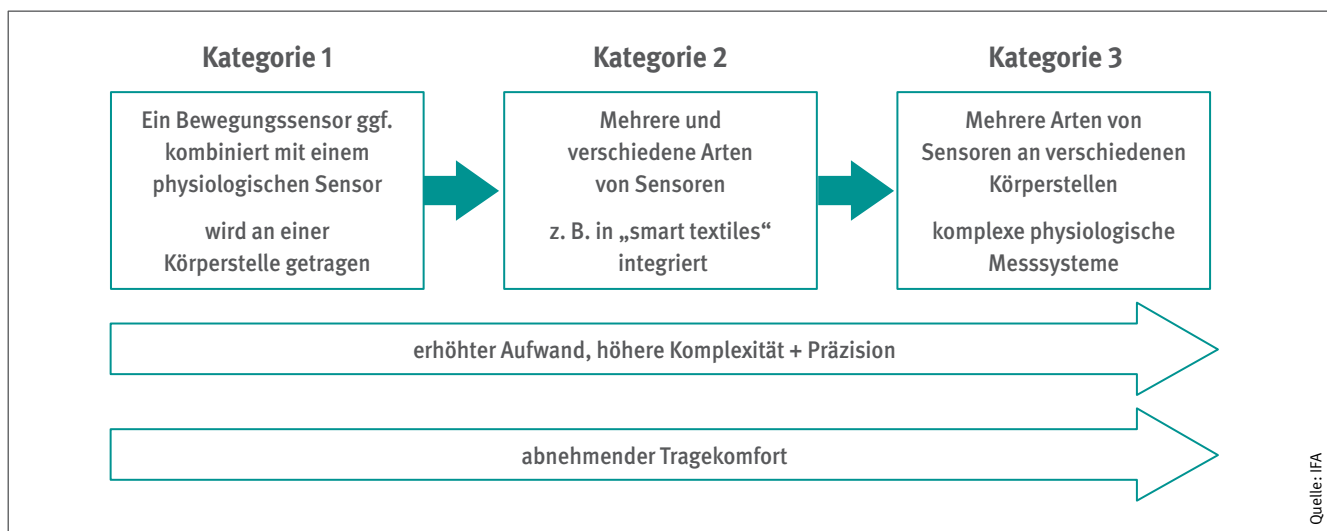 Kategorie 1
Ein Bewegungssensor ggf.
kombiniert mit einem
physiologischen Sensor
wird an einer
Körperstelle getragen
Kategorie 2
Mehrere und
verschiedene Arten
von Sensoren
z. B. in „smart textiles“
integriert
Kategorie 3
Mehrere Arten von
Sensoren an verschiedenen
Körperstellen
komplexe physiologische
Messsysteme
erhöhter Aufwand, höhere Komplexität + Präzision
abnehmender Tragekomfort
Quelle: IFA